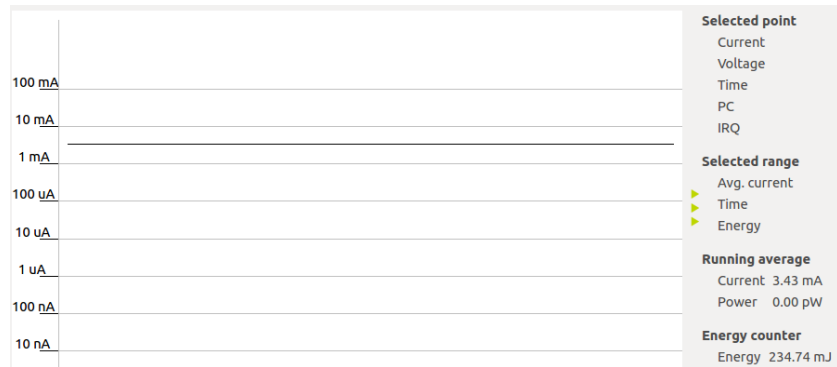 100 mA
10 mA
1 mA
100 uA
10 uA
1 uA
100 nA
10 nA
Selected point
Current
Voltage
Time
PC
IRQ
Selected range
Avg. current
Time
Energy
Running average
Current 3.43 mA
Power 0.00 pW
Energy counter
Energy 234.74 mJ